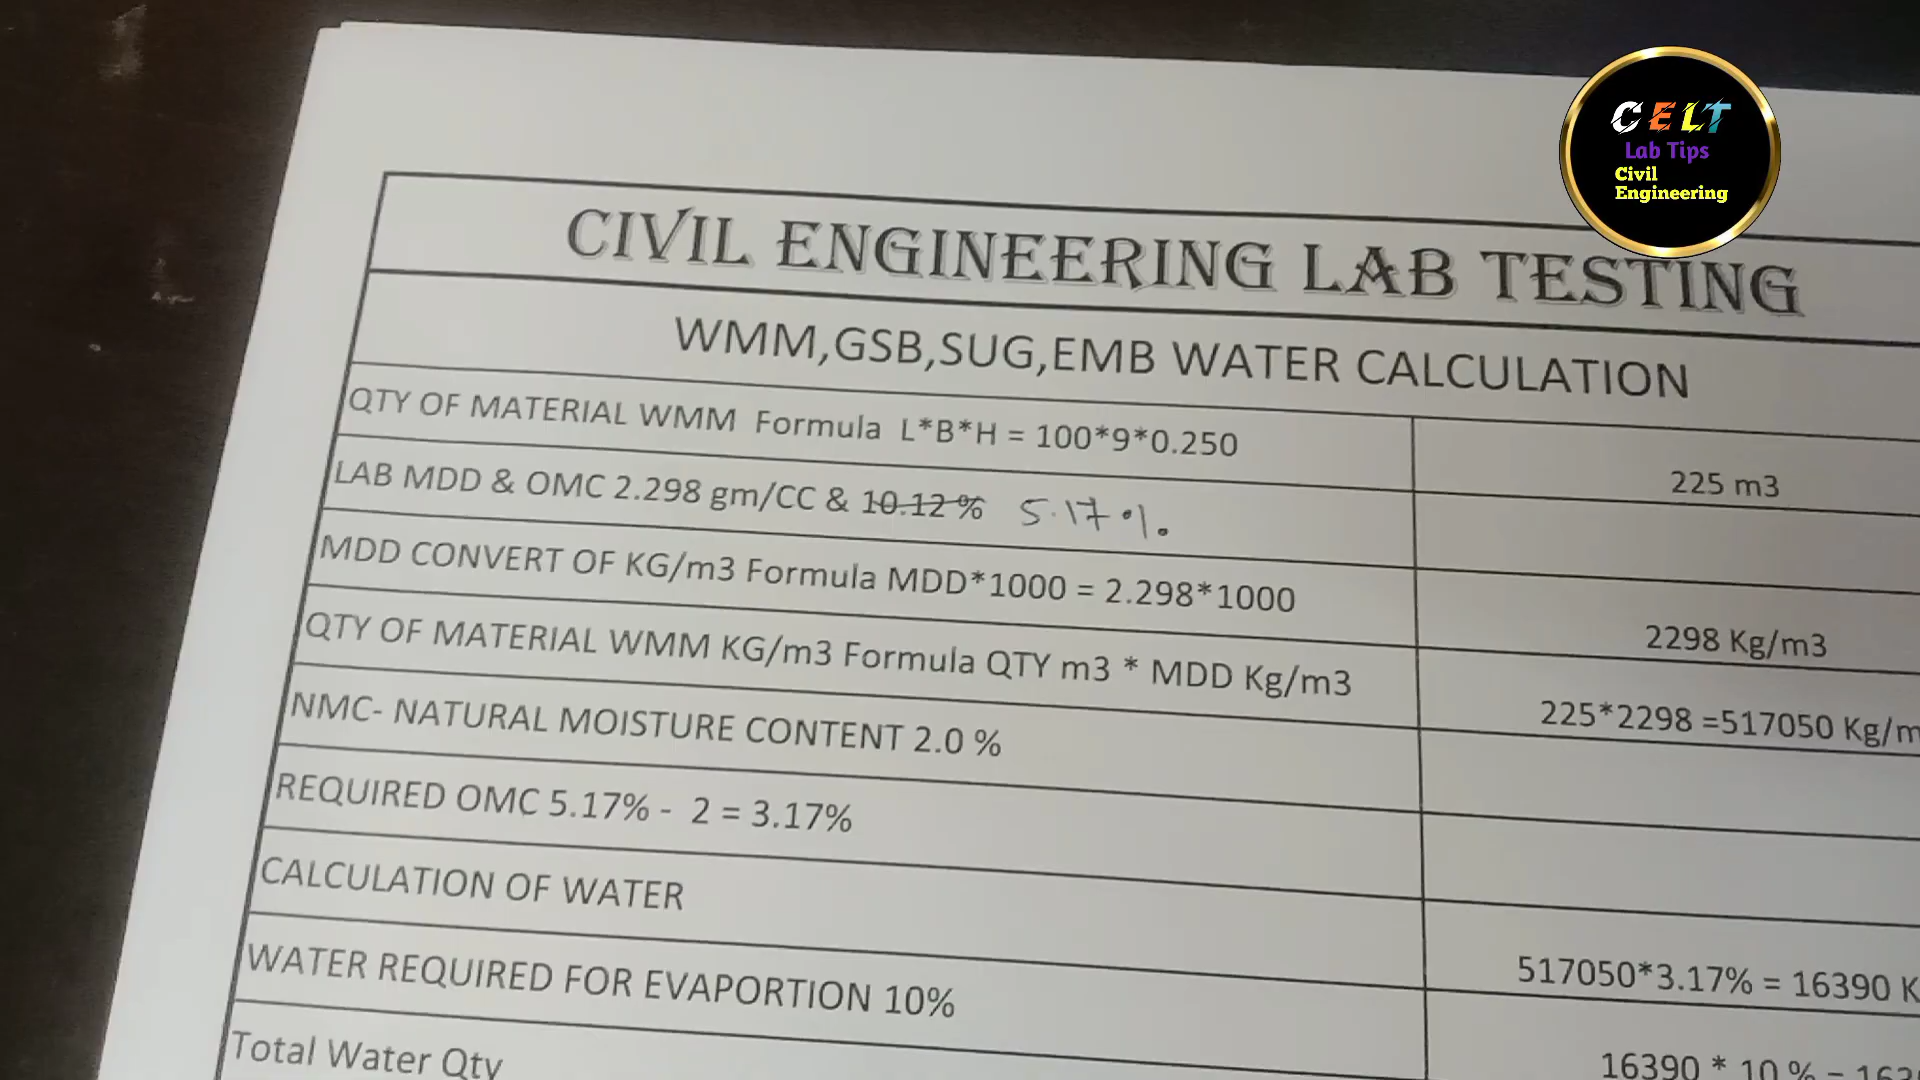 CELT
Lab Tips
Civil
Engineering
CIVIL ENGINEERING LAB TESTING
WMM,GSB,SUG,EMB WATER CALCULATION
QTY OF MATERIAL WMM Formula L*B*H = 100*9*0.250
225 m3
LAB MDD & OMC 2.298 gm/CC & 10.12 % 5.17%.
MDD CONVERT OF KG/m3 Formula MDD*1000 = 2.298*1000
2298 Kg/m3
QTY OF MATERIAL WMM KG/m3 Formula QTY m3 * MDD Kg/m3
225*2298 =517050 Kg/m
NMC- NATURAL MOISTURE CONTENT 2.0 %
REQUIRED OMC 5.17% - 2 = 3.17%
CALCULATION OF WATER
517050*3.17% = 16390 K
WATER REQUIRED FOR EVAPORTION 10%
16390 * 10 % =
Total Water Qty